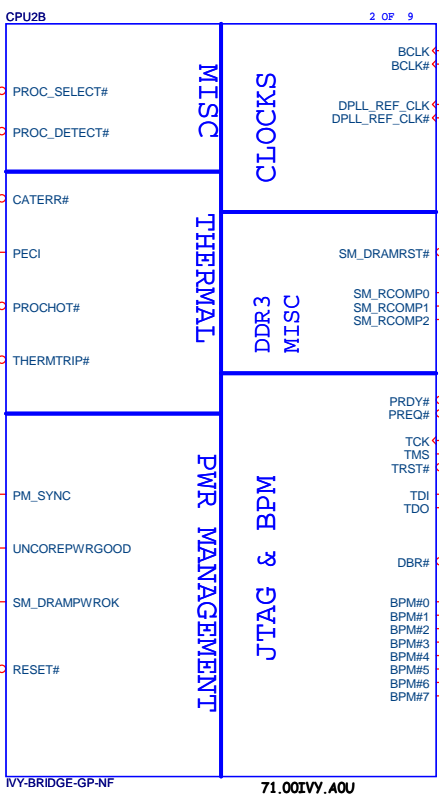 CPU2B
2 OF 9
MISC
PROC_SELECT#
PROC_DETECT#
THERMAL
CATERR#
PECI
PROCHOT#
THERMTRIP#
PWR MANAGEMENT
PM_SYNC
UNCOREPWRGOOD
SM_DRAMPWROK
RESET#
CLOCKS
BCLK
BCLK#
DPLL_REF_CLK
DPLL_REF_CLK#
DDR3
MISC
SM_DRAMRST#
SM_RCOMP0
SM_RCOMP1
SM_RCOMP2
JTAG & BPM
PRDY#
PREQ#
TCK
TMS
TRST#
TDI
TDO
DBR#
BPM#0
BPM#1
BPM#2
BPM#3
BPM#4
BPM#5
BPM#6
BPM#7
IVY-BRIDGE-GP-NF
71.00IVY.A0U